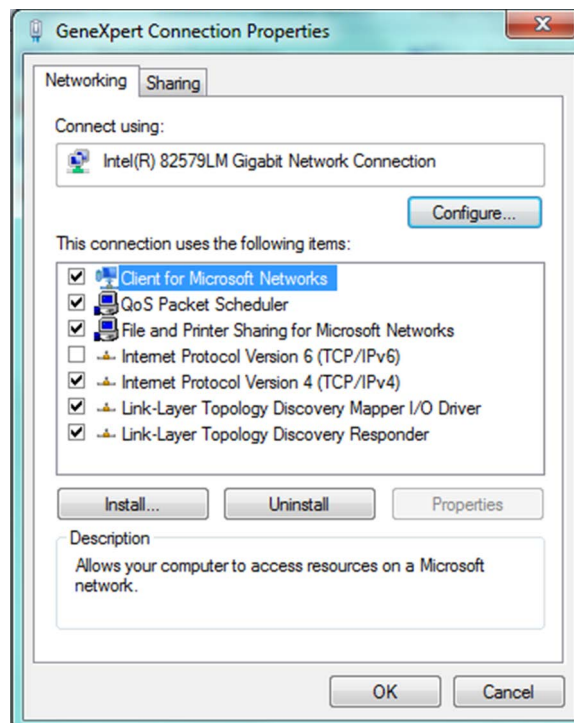 GeneXpert Connection Properties
Networking
Sharing
Connect using:
Intel(R) 82579LM Gigabit Network Connection
Configure...
This connection uses the following items:
Client for Microsoft Networks
QoS Packet Scheduler
File and Printer Sharing for Microsoft Networks
Internet Protocol Version 6 (TCP/IPv6)
Internet Protocol Version 4 (TCP/IPv4)
Link-Layer Topology Discovery Mapper I/O Driver
Link-Layer Topology Discovery Responder
Install...
Uninstall
Properties
Description
Allows your computer to access resources on a Microsoft
network.
OK
Cancel